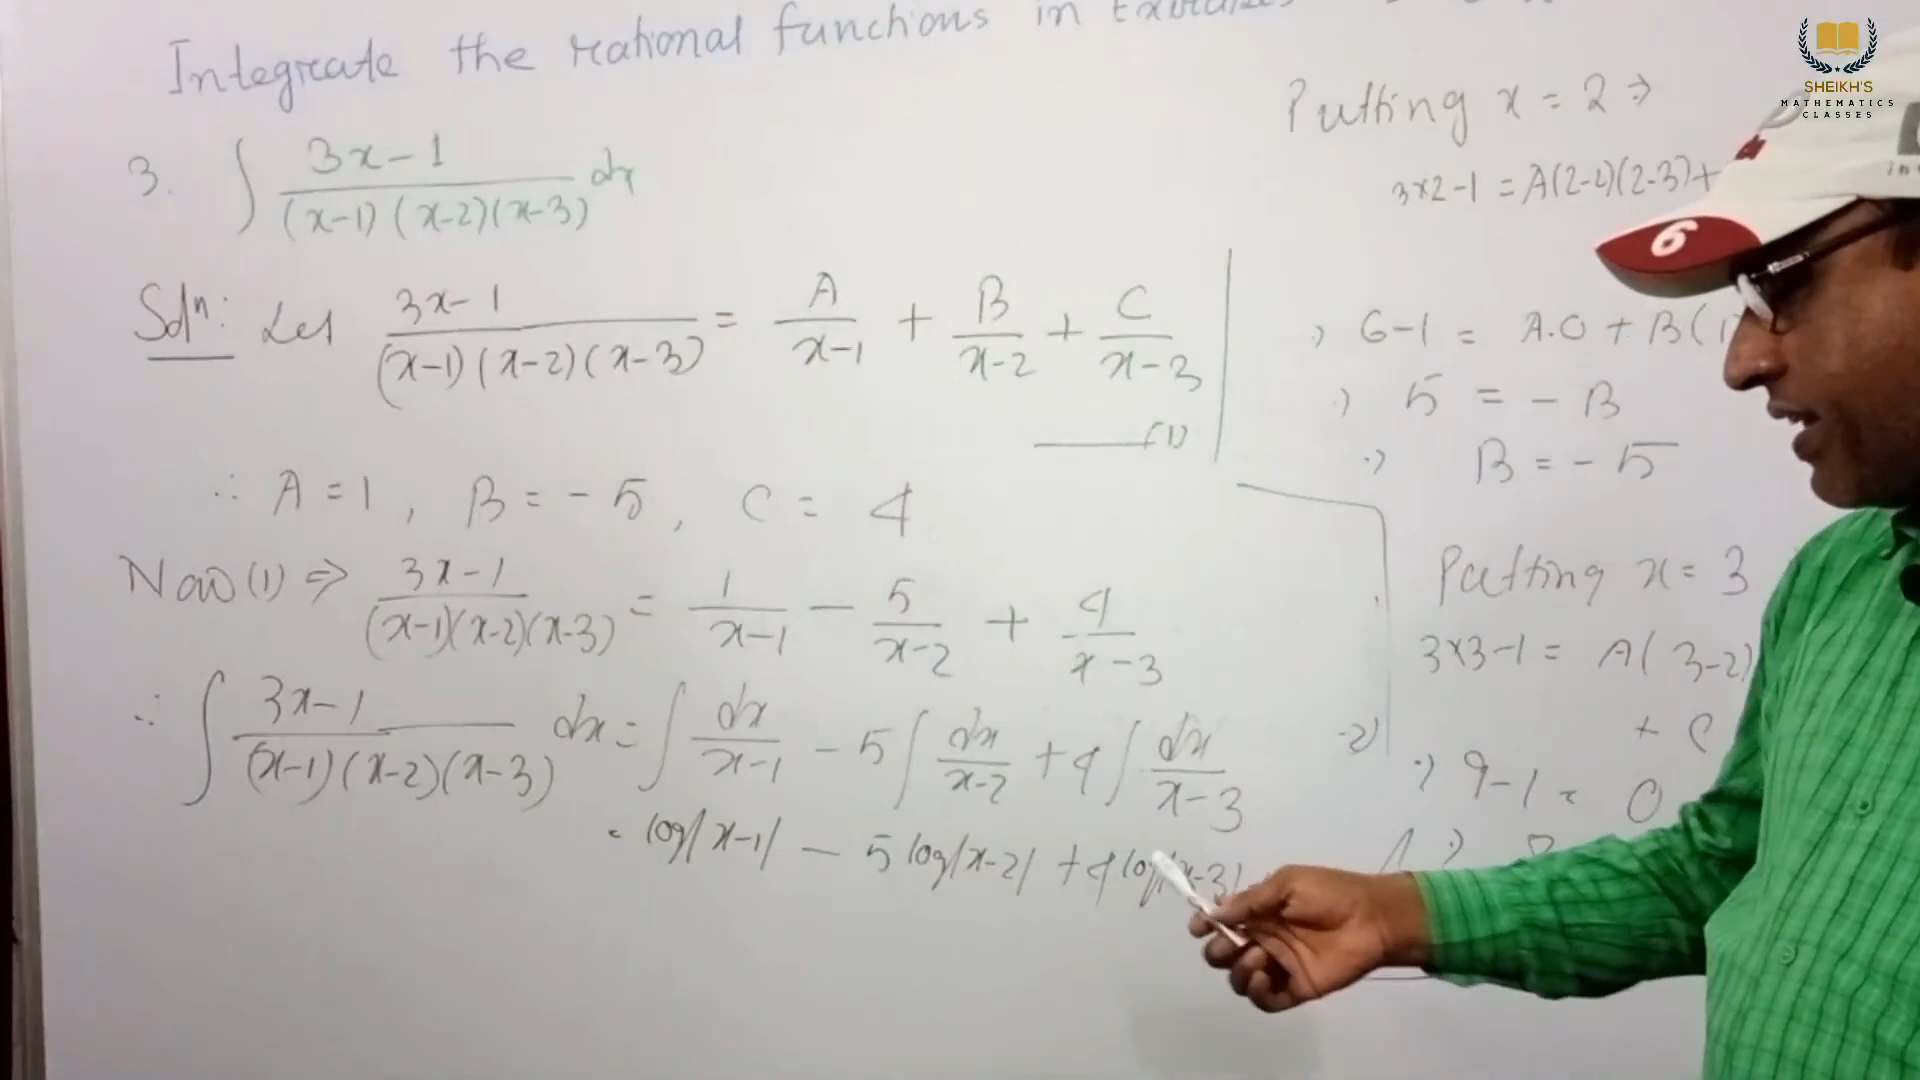 Integrate the rational functions in
3. ∫ 3x-1 / (x-1)(x-2)(x-3) dx
Solⁿ: Let 3x-1 / (x-1)(x-2)(x-3) = A / x-1 + B / x-2 + C / x-3
(1)
∴ A = 1, B = - 5, C = 4
Now (1) ⇒ 3x-1 / (x-1)(x-2)(x-3) = 1 / x-1 - 5 / x-2 + 4 / x-3
∴ ∫ 3x-1 / (x-1)(x-2)(x-3) dx = ∫ dx / x-1 - 5 ∫ dx / x-2 + 4 ∫ dx / x-3
= log|x-1| - 5 log|x-2| + 4 log|x-3|
Putting x = 2 ⇒
3×2-1 = A(2-2)(2-3)+
6-1 = A.0 + B(1
5 = - B
B = - 5
Putting x = 3
3×3-1 = A(3-2)
+ C
9-1 = 0
SHEIKH'S
MATHEMATICS
CLASSES
6